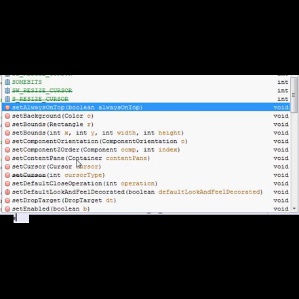 SOMEBITS int
SW_RESIZE_CURSOR int
S_RESIZE_CURSOR int
setAlwaysOnTop(boolean alwaysOnTop) void
setBackground(Color c) void
setBounds(Rectangle r) void
setBounds(int x, int y, int width, int height) void
setComponentOrientation(ComponentOrientation o) void
setComponentZOrder(Component comp, int index) void
setContentPane(Container contentPane) void
setCursor(Cursor cursor) void
setCursor(int cursorType) void
setDefaultCloseOperation(int operation) void
setDefaultLookAndFeelDecorated(boolean defaultLookAndFeelDecorated) void
setDropTarget(DropTarget dt) void
setEnabled(boolean b) void